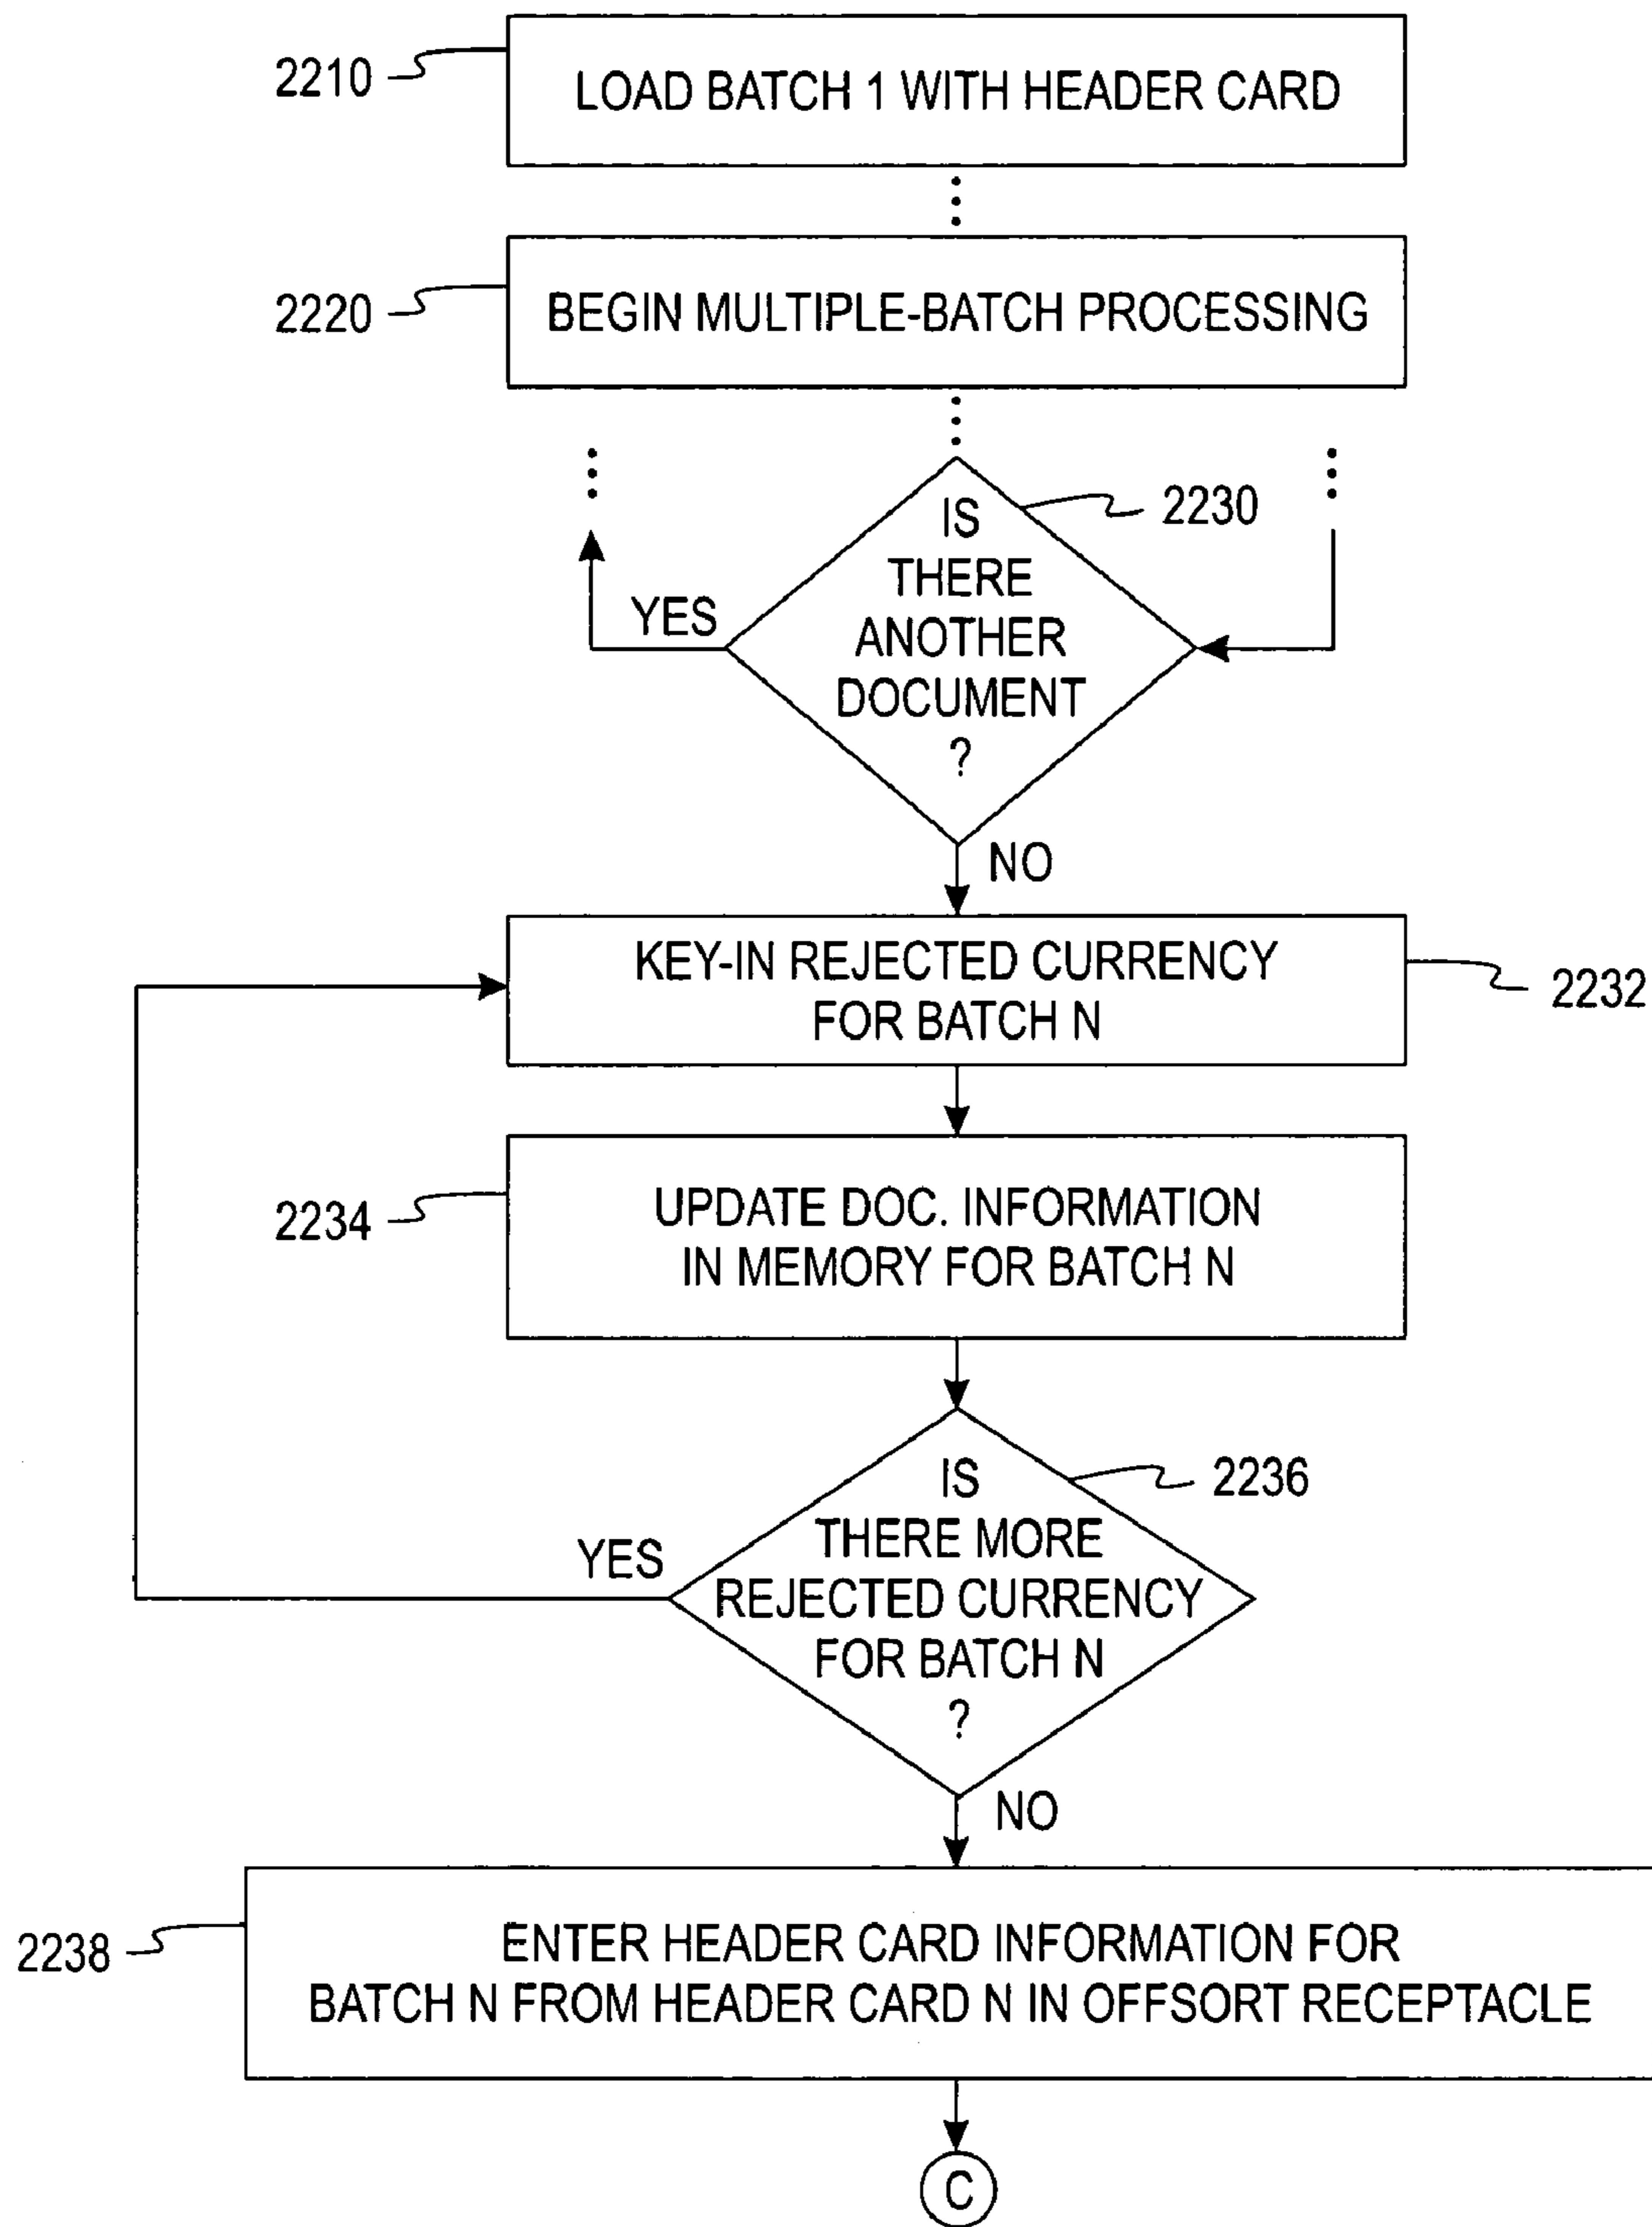 2210
LOAD BATCH 1 WITH HEADER CARD
2220
BEGIN MULTIPLE-BATCH PROCESSING
2230
IS
THERE
ANOTHER
DOCUMENT
?
YES
NO
KEY-IN REJECTED CURRENCY
FOR BATCH N
2232
2234
UPDATE DOC. INFORMATION
IN MEMORY FOR BATCH N
2236
IS
THERE MORE
REJECTED CURRENCY
FOR BATCH N
?
YES
NO
2238
ENTER HEADER CARD INFORMATION FOR
BATCH N FROM HEADER CARD N IN OFFSORT RECEPTACLE
C